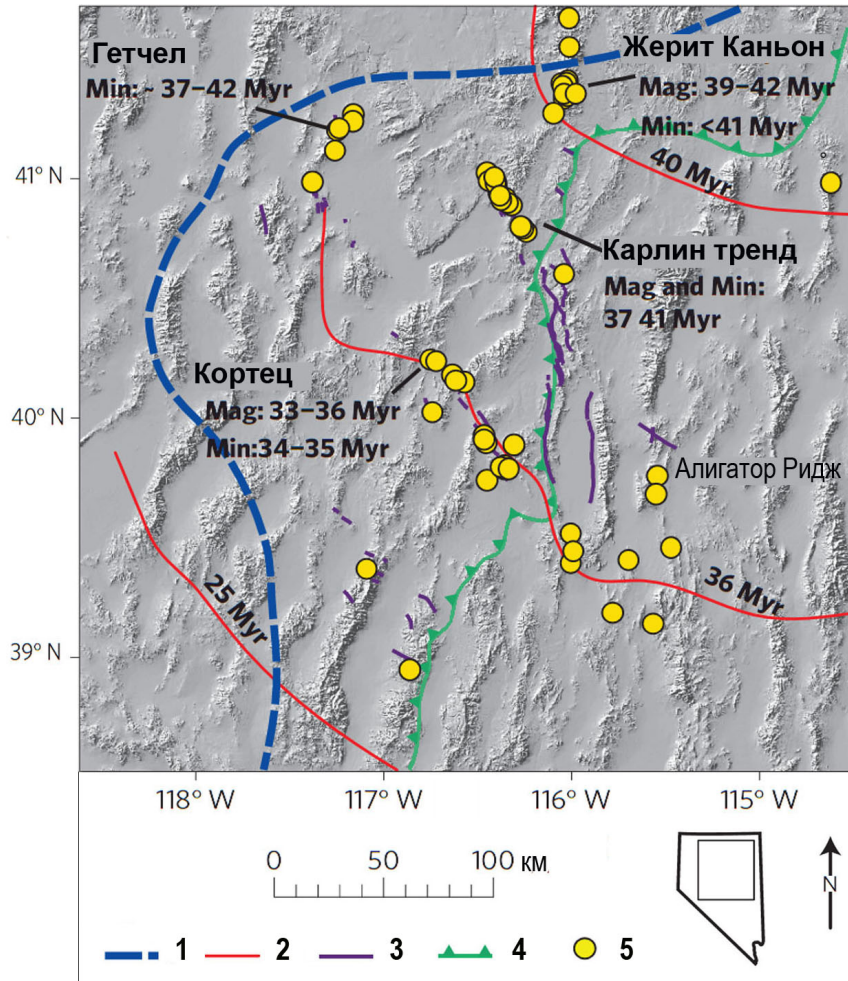 Гетчел
Min: ~ 37–42 Myr
Жерит Каньон
Mag: 39–42 Myr
Min: <41 Myr
41° N
40 Myr
Карлин тренд
Mag and Min:
37 41 Myr
Кортец
Mag: 33–36 Myr
Min:34–35 Myr
40° N
Алигатор Ридж
25 Myr
36 Myr
39° N
118° W
117° W
116° W
115° W
0 50 100 км
N
1 2 3 4 5